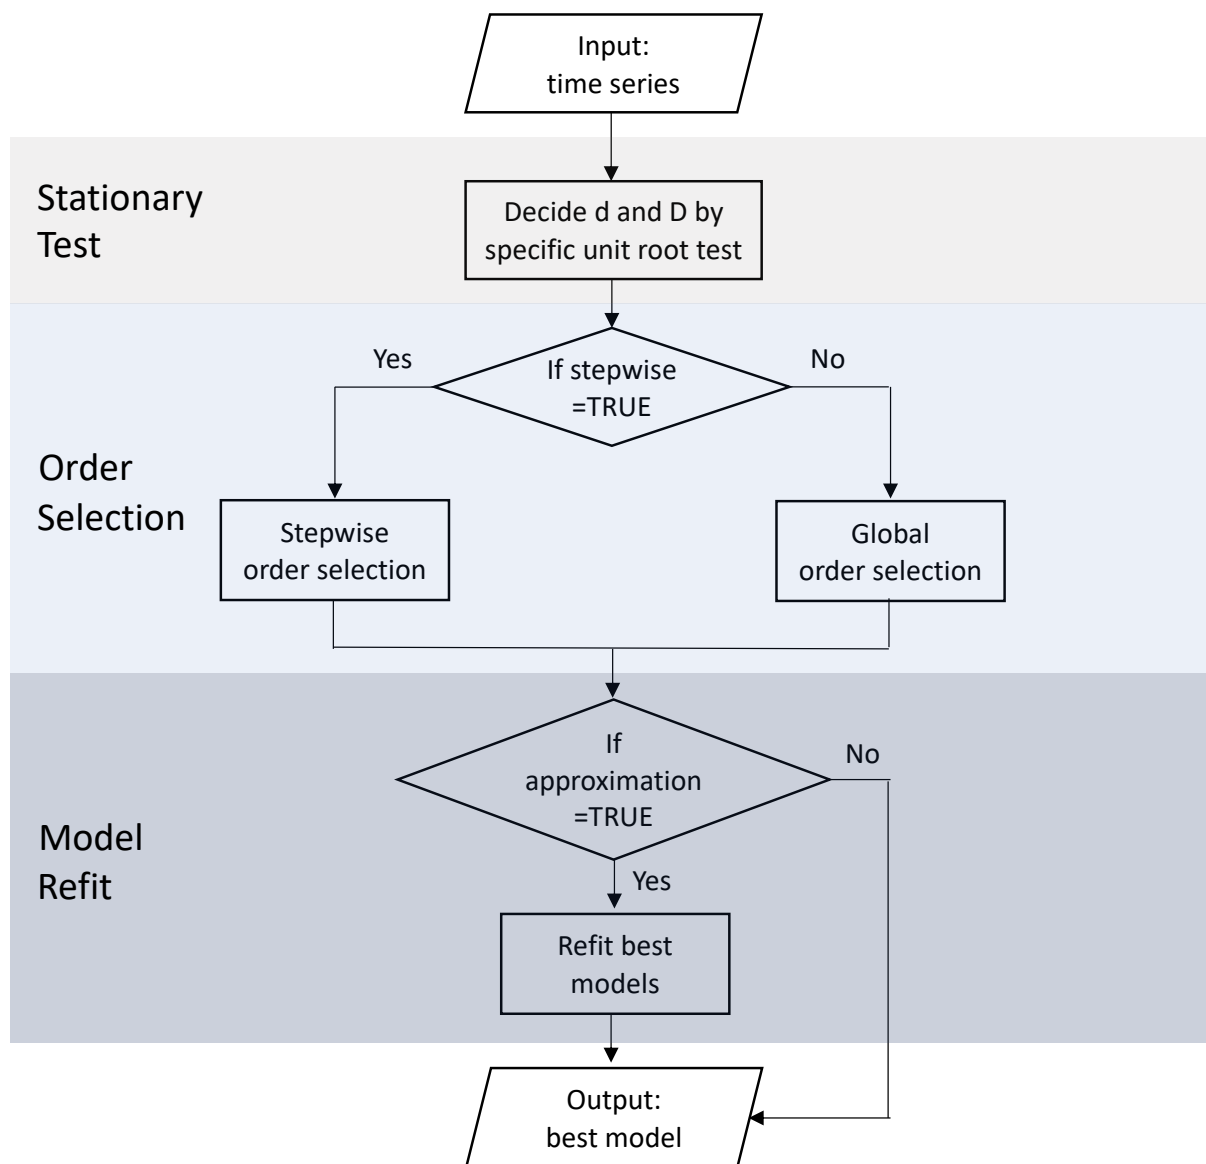 Input:
time series
Stationary
Test
Decide d and D by
specific unit root test
Yes
If stepwise
=TRUE
No
Order
Selection
Stepwise
order selection
Global
order selection
If
approximation
=TRUE
No
Model
Refit
Yes
Refit best
models
Output:
best model